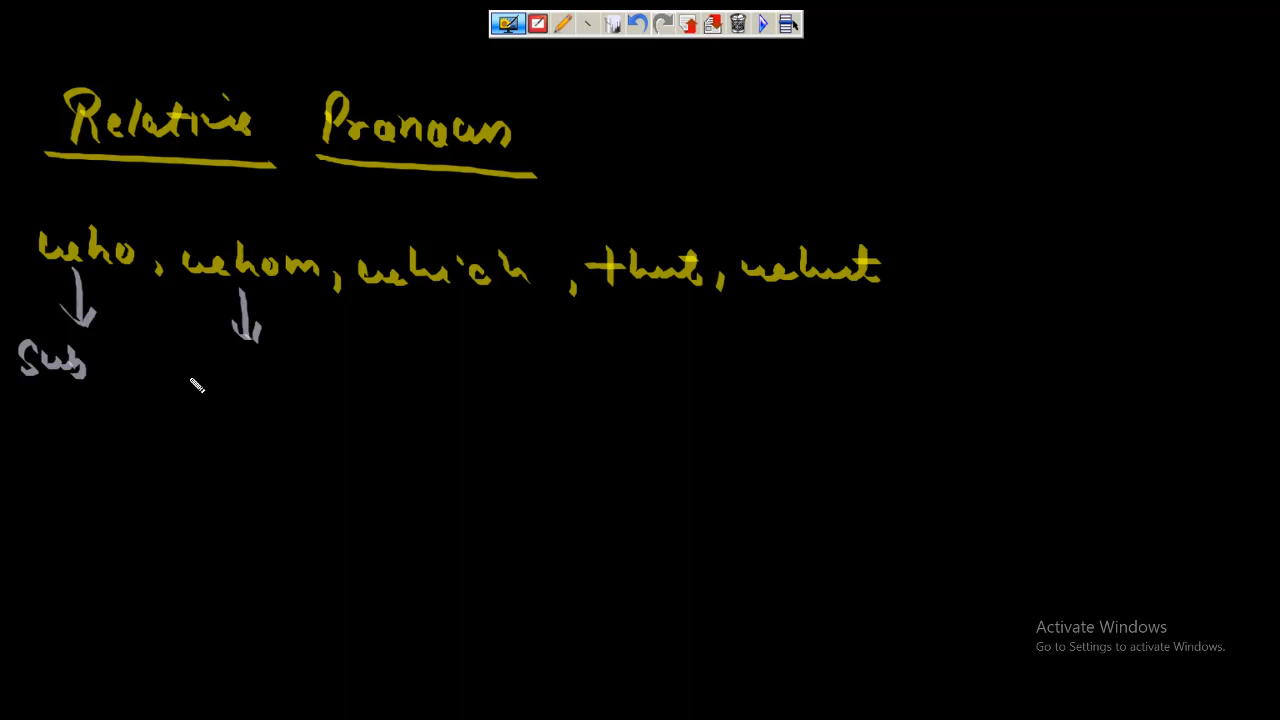 Relative Pronoun
who, whom, which, that, what
Sub
Activate Windows
Go to Settings to activate Windows.